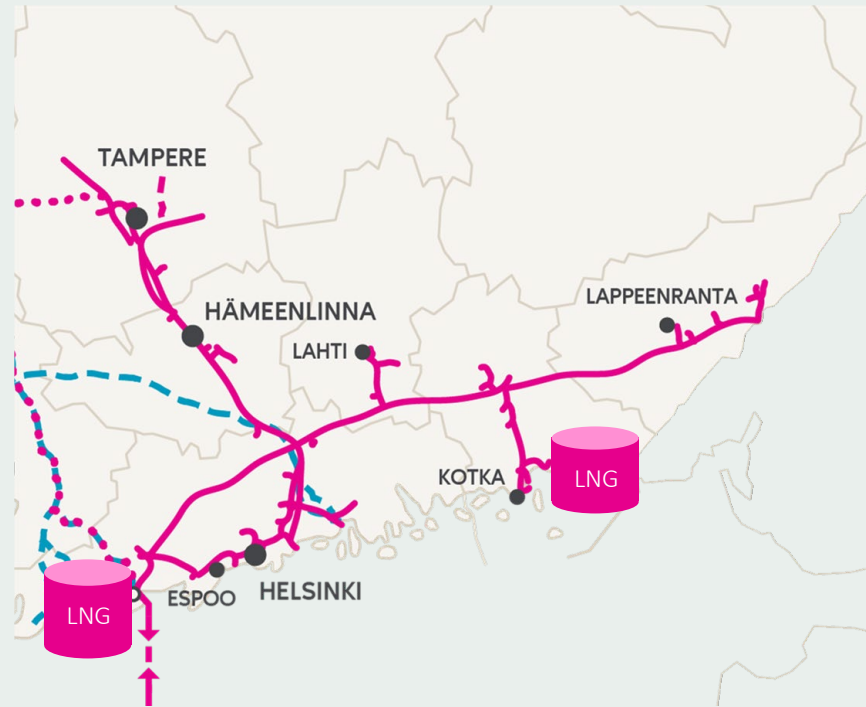 TAMPERE
HÄMEENLINNA
LAPPEENRANTA
LAHTI
KOTKA
LNG
LNG
ESPOO
HELSINKI